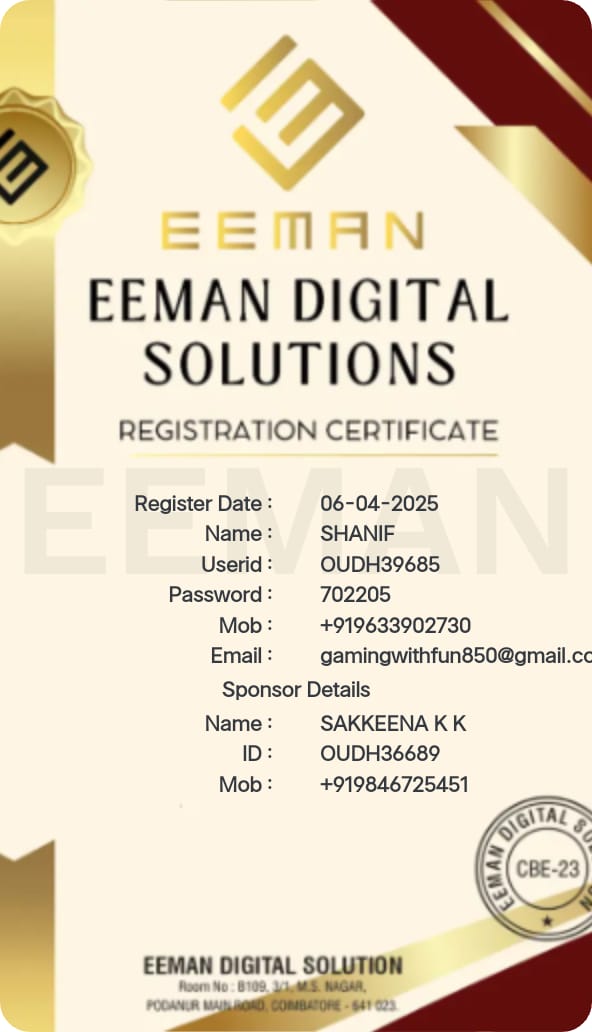 EEMAN
EEMAN DIGITAL
SOLUTIONS
REGISTRATION CERTIFICATE
EEMAN
Register Date : 06-04-2025
Name : SHANIF
Userid : OUDH39685
Password : 702205
Mob : +919633902730
Email : gamingwithfun850@gmail.co
Sponsor Details
Name : SAKKEENA K K
ID : OUDH36689
Mob : +919846725451
EEMAN DIGITAL SO
CBE-23
EEMAN DIGITAL SOLUTION
Room No : B109, 3/1, M.S. NAGAR,
PODANUR MAIN ROAD, COIMBATORE - 641 023.